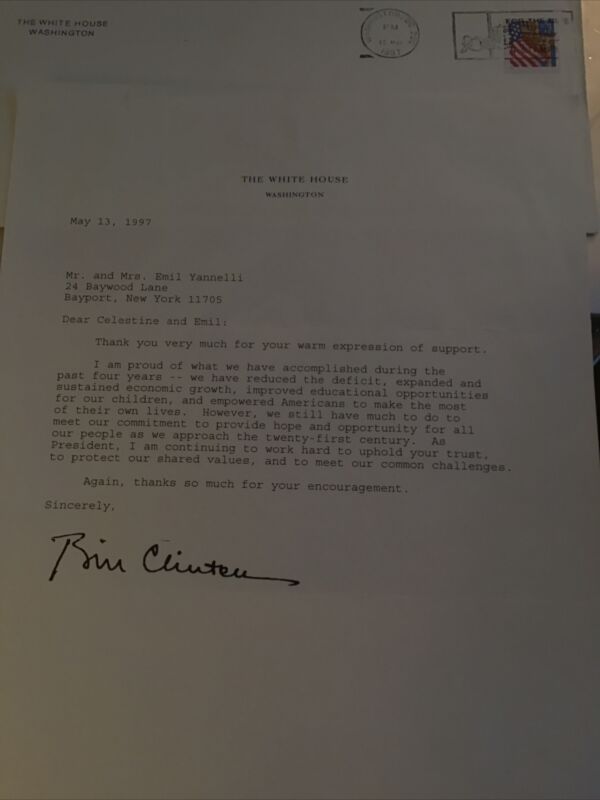 THE WHITE HOUSE
WASHINGTON
PM
1997
FOR THE
THE WHITE HOUSE
WASHINGTON
May 13, 1997
Mr. and Mrs. Emil Yannelli
24 Baywood Lane
Bayport, New York 11705
Dear Celestine and Emil:
Thank you very much for your warm expression of support.
I am proud of what we have accomplished during the
past four years -- we have reduced the deficit, expanded and
sustained economic growth, improved educational opportunities
for our children, and empowered Americans to make the most
of their own lives. However, we still have much to do to
meet our commitment to provide hope and opportunity for all
our people as we approach the twenty-first century. As
President, I am continuing to work hard to uphold your trust,
to protect our shared values, and to meet our common challenges.
Again, thanks so much for your encouragement.
Sincerely,
Bill Clinton